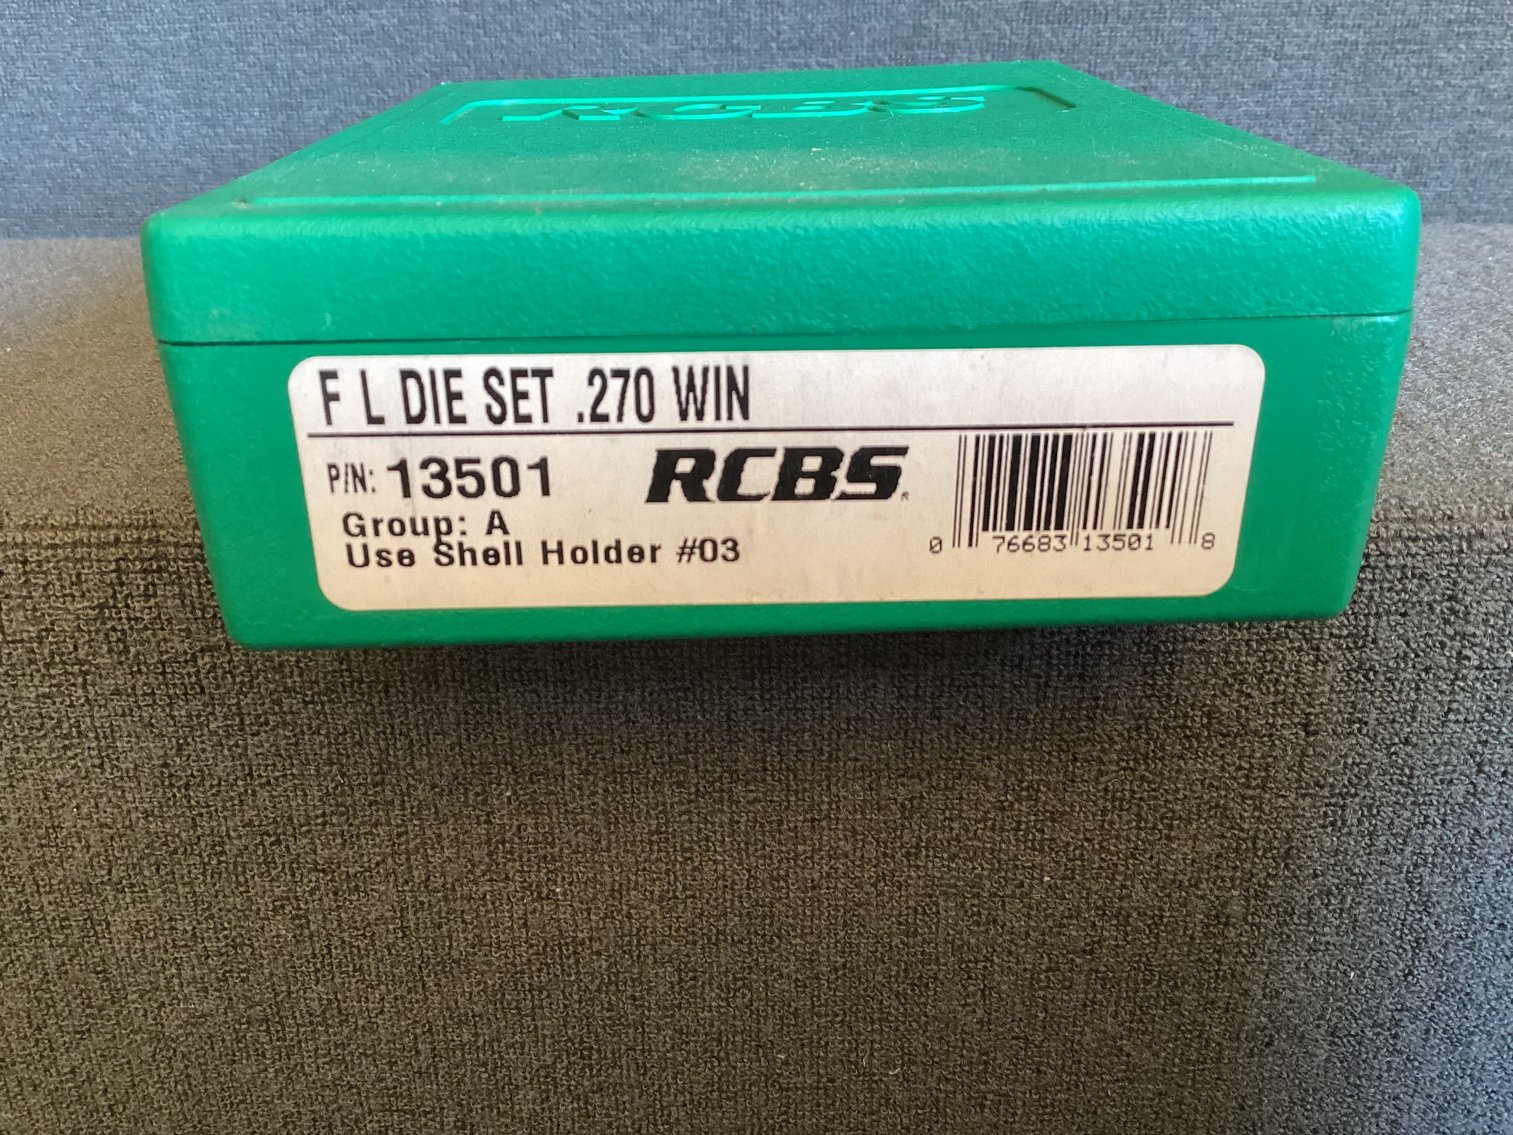 RCBS
F L DIE SET .270 WIN
P/N: 13501
RCBS
Group: A
Use Shell Holder #03
0 76683 13501 8